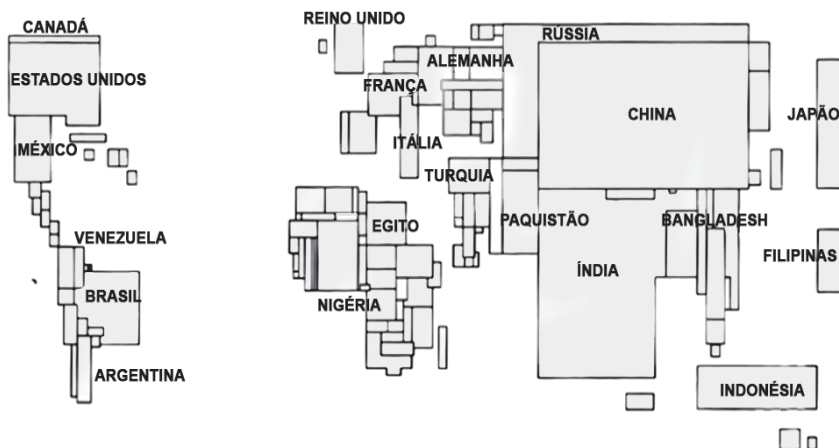 REINO UNIDO
CANADÁ
RÚSSIA
ESTADOS UNIDOS
ALEMANHA
FRANÇA
CHINA
JAPÃO
MÉXICO
ITÁLIA
TURQUIA
VENEZUELA
EGITO
PAQUISTÃO
BANGLADESH
FILIPINAS
ÍNDIA
BRASIL
NIGÉRIA
ARGENTINA
INDONÉSIA